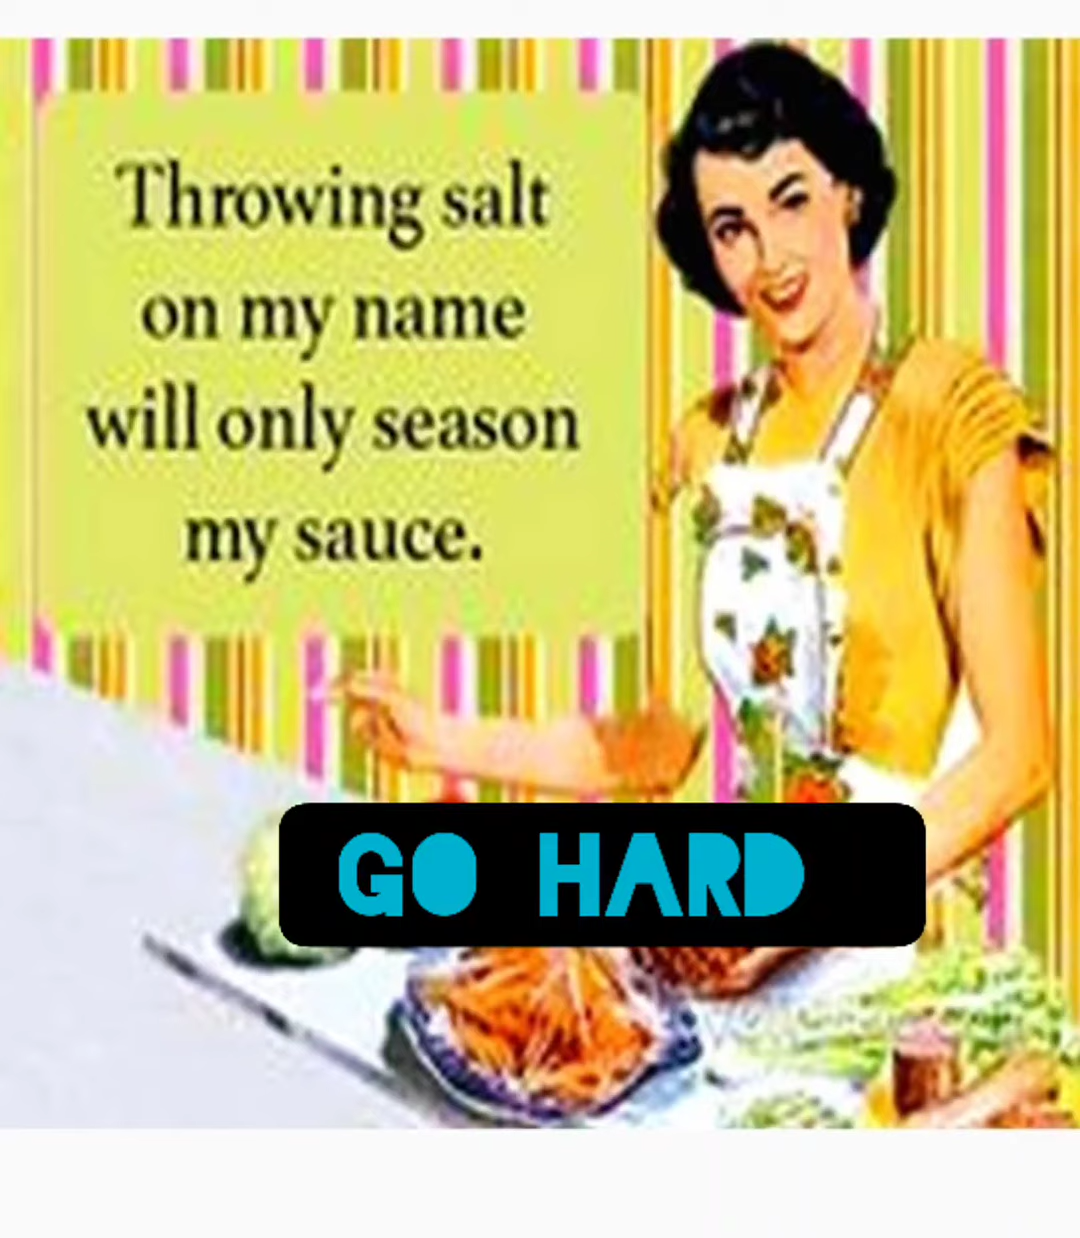 Throwing salt
on my name
will only season
my sauce.
GO HARD